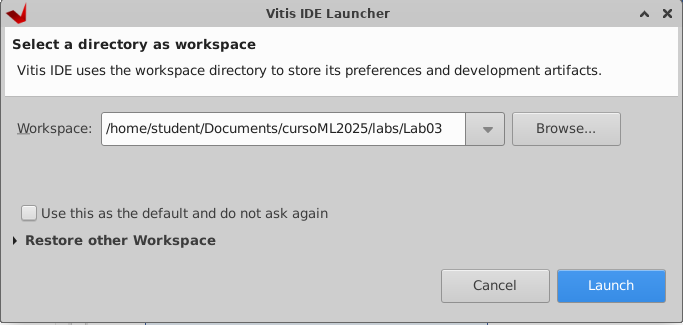 Vitis IDE Launcher
Select a directory as workspace
Vitis IDE uses the workspace directory to store its preferences and development artifacts.
Workspace: /home/student/Documents/cursoML2025/labs/Lab03 Browse...
Use this as the default and do not ask again
Restore other Workspace
Cancel Launch